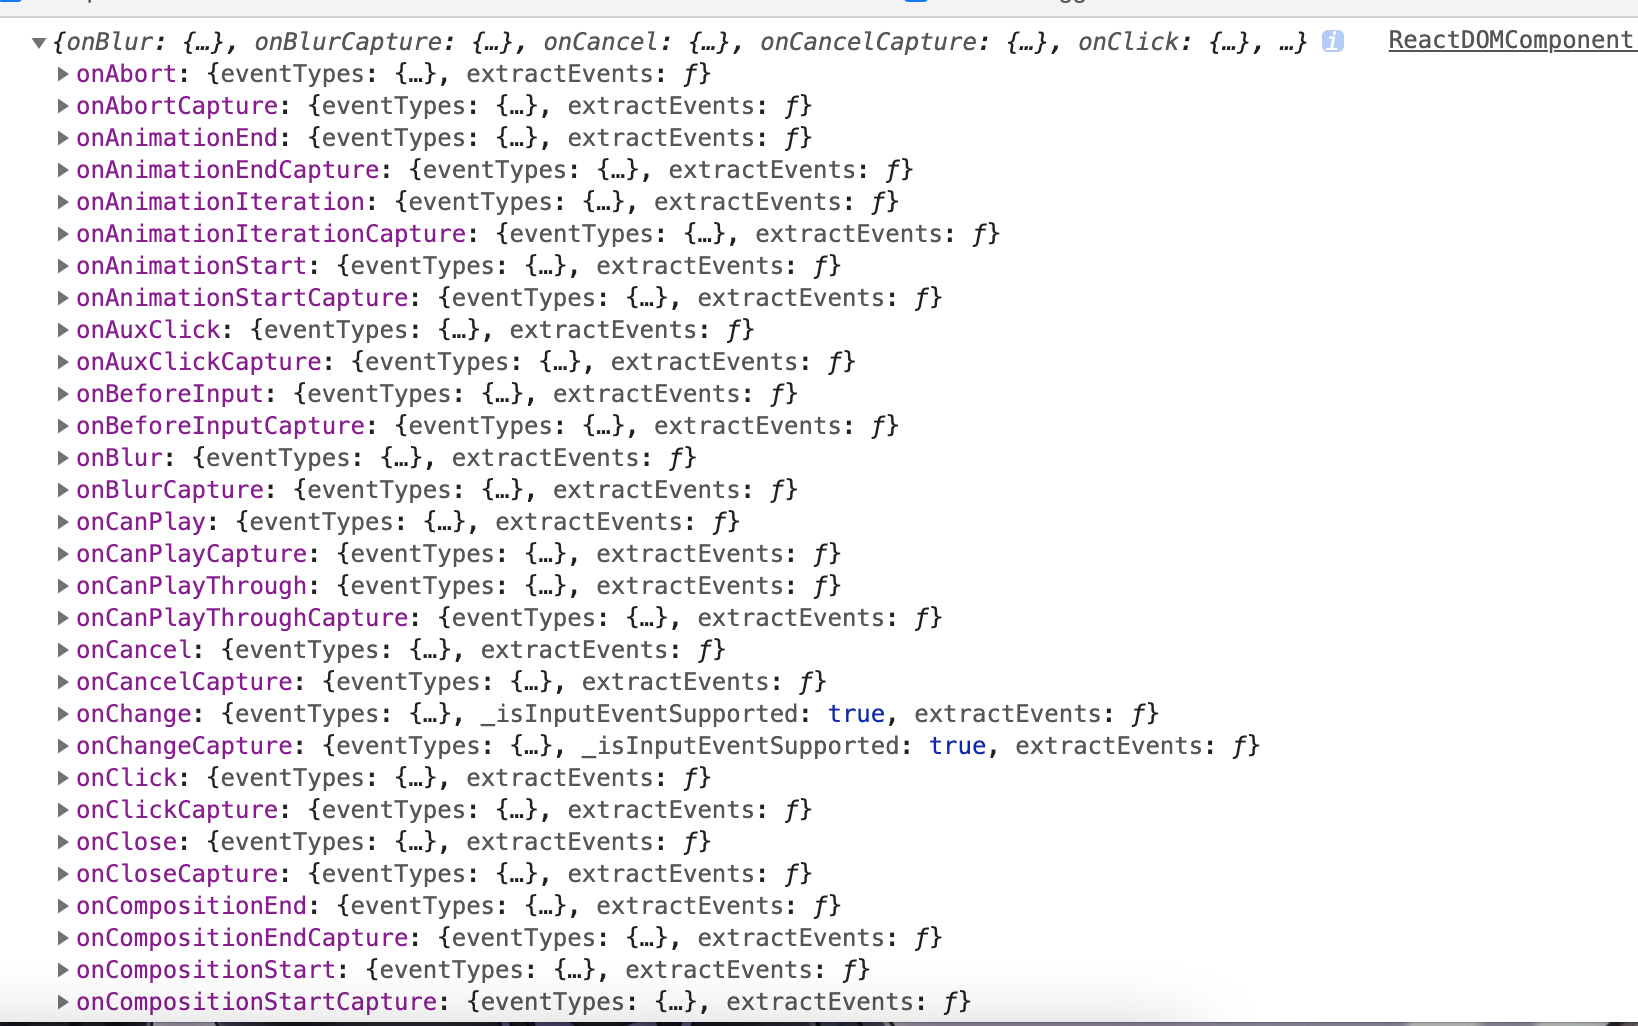 {onBlur: {…}, onBlurCapture: {…}, onCancel: {…}, onCancelCapture: {…}, onClick: {…}, …} i ReactDOMComponent
onAbort: {eventTypes: {…}, extractEvents: ƒ}
onAbortCapture: {eventTypes: {…}, extractEvents: ƒ}
onAnimationEnd: {eventTypes: {…}, extractEvents: ƒ}
onAnimationEndCapture: {eventTypes: {…}, extractEvents: ƒ}
onAnimationIteration: {eventTypes: {…}, extractEvents: ƒ}
onAnimationIterationCapture: {eventTypes: {…}, extractEvents: ƒ}
onAnimationStart: {eventTypes: {…}, extractEvents: ƒ}
onAnimationStartCapture: {eventTypes: {…}, extractEvents: ƒ}
onAuxClick: {eventTypes: {…}, extractEvents: ƒ}
onAuxClickCapture: {eventTypes: {…}, extractEvents: ƒ}
onBeforeInput: {eventTypes: {…}, extractEvents: ƒ}
onBeforeInputCapture: {eventTypes: {…}, extractEvents: ƒ}
onBlur: {eventTypes: {…}, extractEvents: ƒ}
onBlurCapture: {eventTypes: {…}, extractEvents: ƒ}
onCanPlay: {eventTypes: {…}, extractEvents: ƒ}
onCanPlayCapture: {eventTypes: {…}, extractEvents: ƒ}
onCanPlayThrough: {eventTypes: {…}, extractEvents: ƒ}
onCanPlayThroughCapture: {eventTypes: {…}, extractEvents: ƒ}
onCancel: {eventTypes: {…}, extractEvents: ƒ}
onCancelCapture: {eventTypes: {…}, extractEvents: ƒ}
onChange: {eventTypes: {…}, _isInputEventSupported: true, extractEvents: ƒ}
onChangeCapture: {eventTypes: {…}, _isInputEventSupported: true, extractEvents: ƒ}
onClick: {eventTypes: {…}, extractEvents: ƒ}
onClickCapture: {eventTypes: {…}, extractEvents: ƒ}
onClose: {eventTypes: {…}, extractEvents: ƒ}
onCloseCapture: {eventTypes: {…}, extractEvents: ƒ}
onCompositionEnd: {eventTypes: {…}, extractEvents: ƒ}
onCompositionEndCapture: {eventTypes: {…}, extractEvents: ƒ}
onCompositionStart: {eventTypes: {…}, extractEvents: ƒ}
onCompositionStartCapture: {eventTypes: {…}, extractEvents: ƒ}